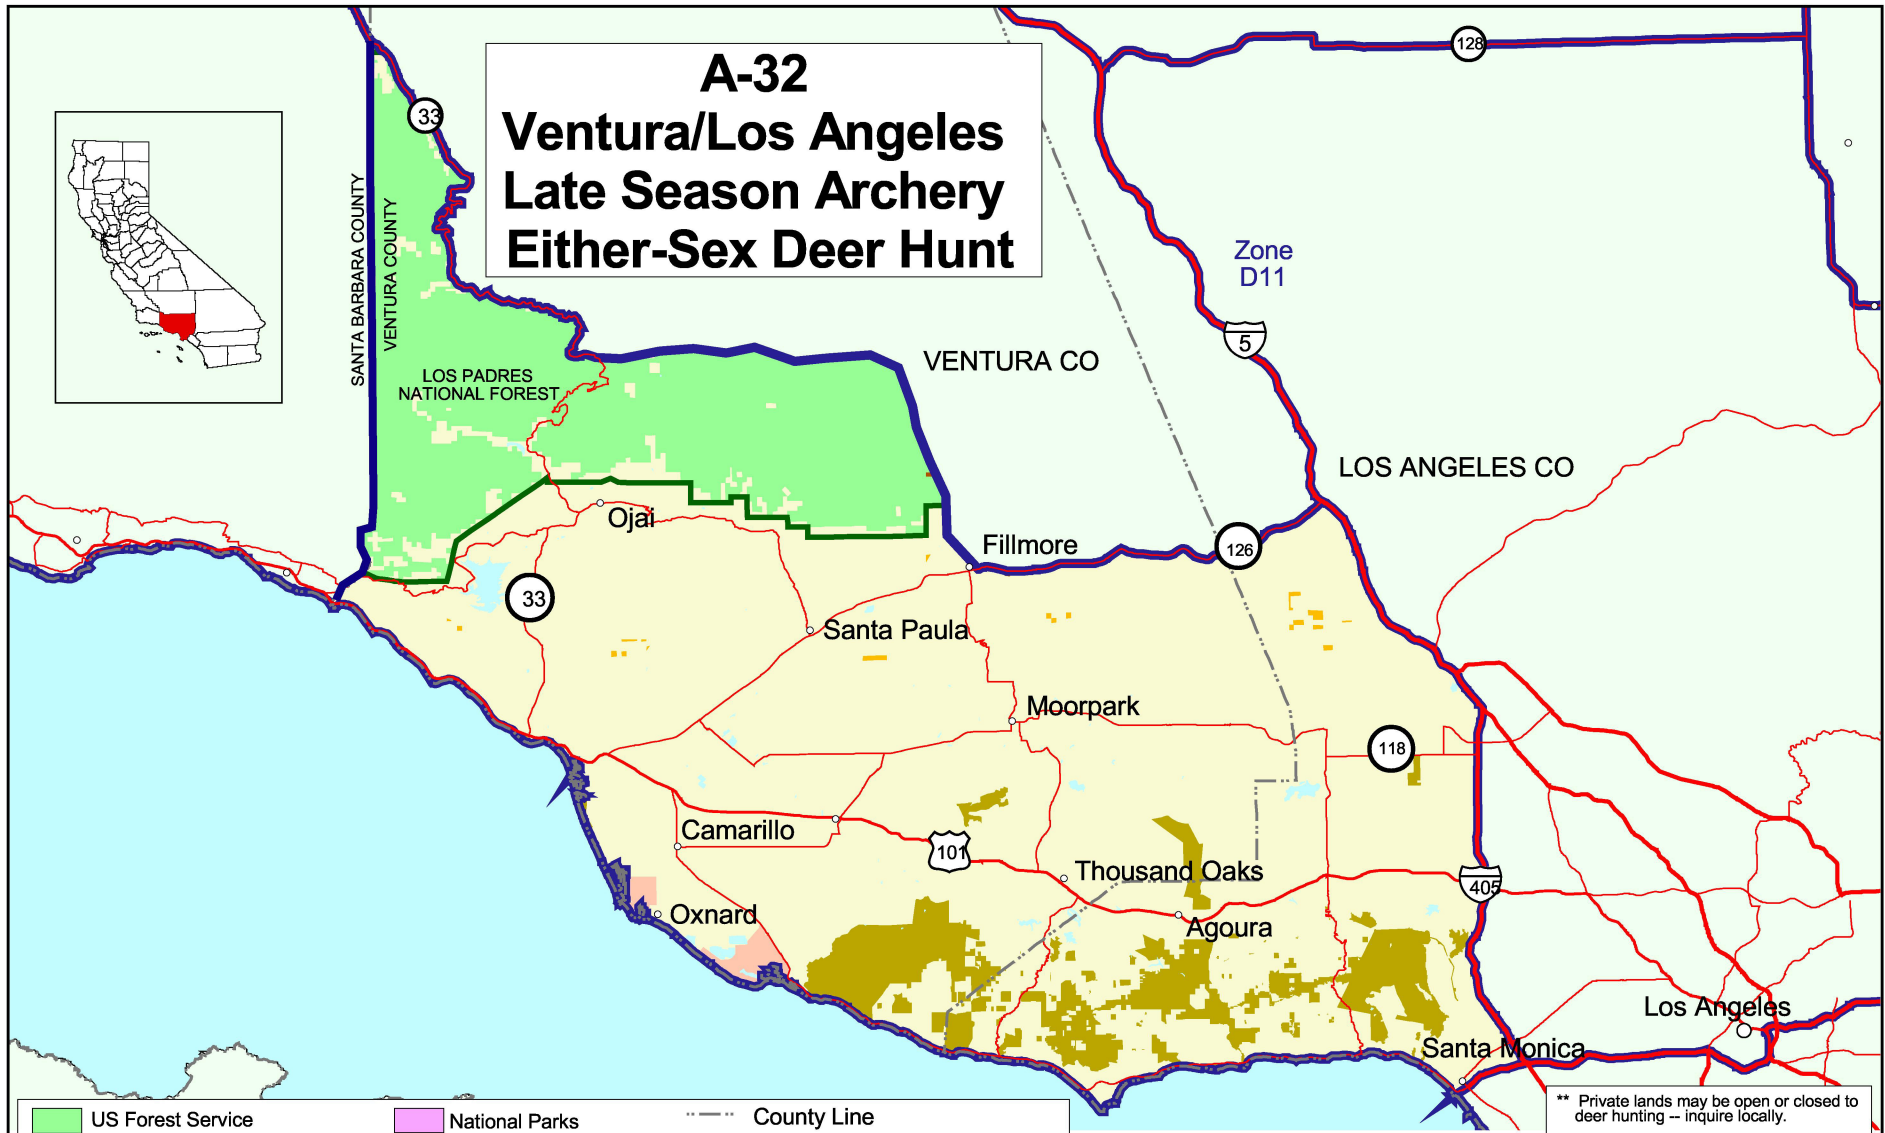 A-32
Ventura/Los Angeles
Late Season Archery
Either-Sex Deer Hunt
128
33
SANTA BARBARA COUNTY
VENTURA COUNTY
Zone
D11
5
VENTURA CO
LOS PADRES
NATIONAL FOREST
LOS ANGELES CO
Ojai
Fillmore
126
33
Santa Paula
Moorpark
118
Camarillo
101
Thousand Oaks
405
Oxnard
Agoura
Los Angeles
Santa Monica
US Forest Service
National Parks
County Line
** Private lands may be open or closed to
deer hunting -- inquire locally.